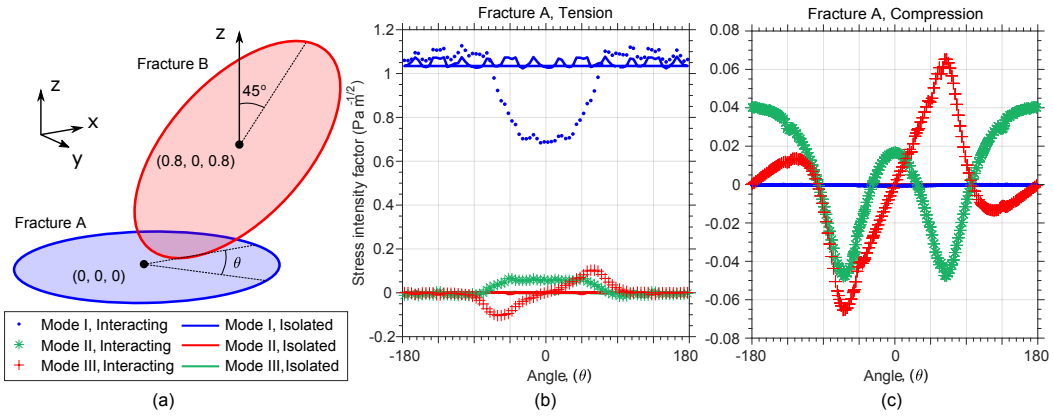 z
Fracture B
45°
z
x
y
(0.8, 0, 0.8)
Fracture A
θ
(0, 0, 0)
Mode I, Interacting
Mode II, Interacting
Mode III, Interacting
Mode I, Isolated
Mode II, Isolated
Mode III, Isolated
(a)
Fracture A, Tension
Stress intensity factor (Pa m^-1/2)
1.2
1
0.8
0.6
0.4
0.2
0
-0.2
-180
0
180
Angle, (θ)
(b)
Fracture A, Compression
0.08
0.06
0.04
0.02
0
-0.02
-0.04
-0.06
-0.08
-180
0
180
Angle, (θ)
(c)